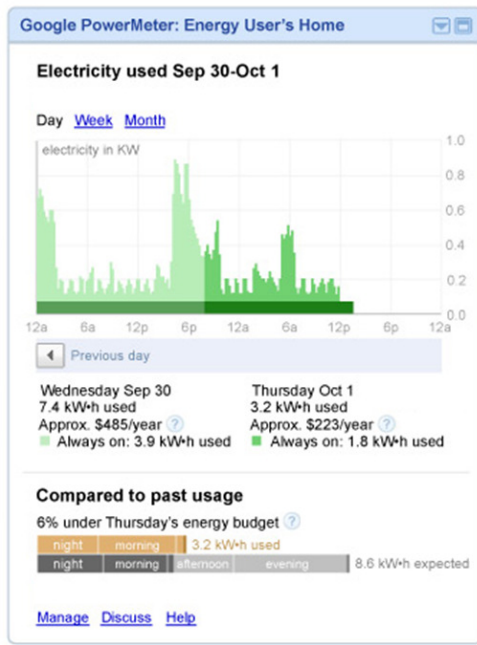 Google PowerMeter: Energy User's Home
Electricity used Sep 30-Oct 1
Day Week Month
electricity in KW
1.0
0.8
0.6
0.4
0.2
0.0
12a 6a 12p 6p 12a 6a 12p 6p 12a
Previous day
Wednesday Sep 30
7.4 kW•h used
Approx. $485/year ?
Always on: 3.9 kW•h used
Thursday Oct 1
3.2 kW•h used
Approx. $223/year ?
Always on: 1.8 kW•h used
Compared to past usage
6% under Thursday's energy budget ?
night morning 3.2 kW•h used
night morning afternoon evening 8.6 kW•h expected
Manage Discuss Help